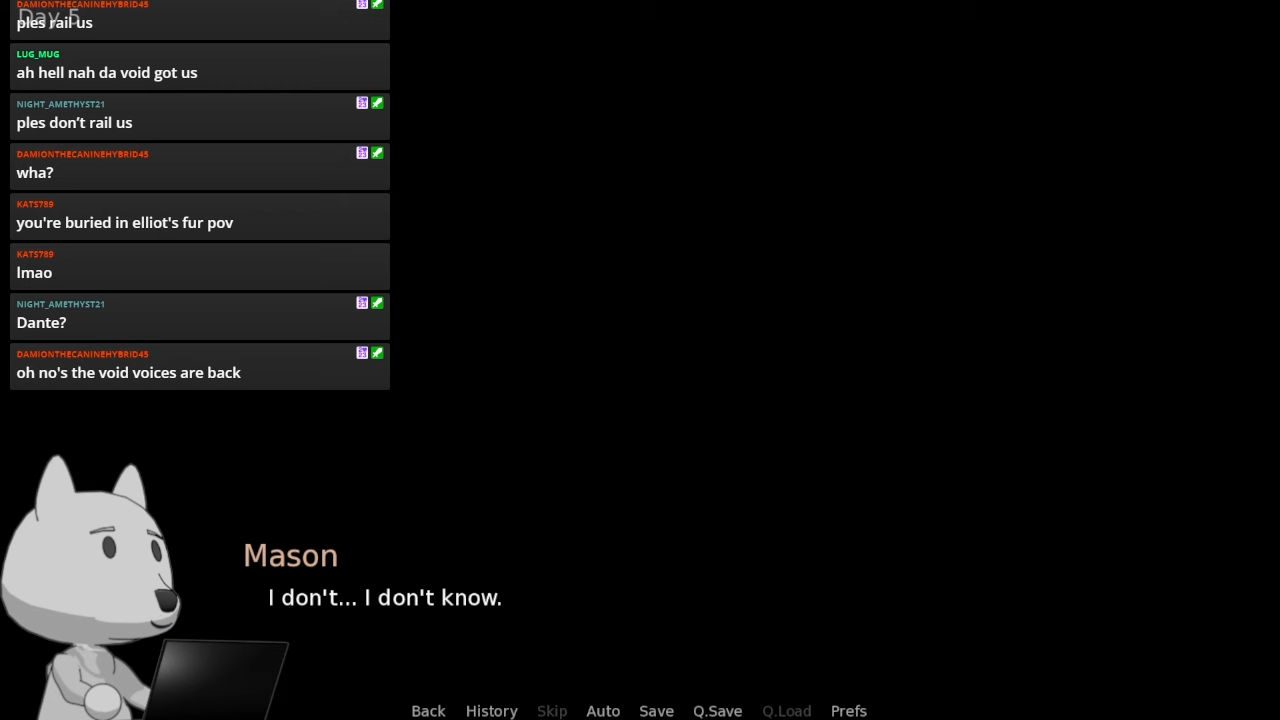 DAMIONTHECANINEHYBRID45
Day 5
ples rail us
LUG_MUG
ah hell nah da void got us
NIGHT_AMETHYST21
ples don’t rail us
DAMIONTHECANINEHYBRID45
wha?
KATS789
you're buried in elliot's fur pov
KATS789
lmao
NIGHT_AMETHYST21
Dante?
DAMIONTHECANINEHYBRID45
oh no's the void voices are back
Mason
I don't... I don't know.
Back History Skip Auto Save Q.Save Q.Load Prefs